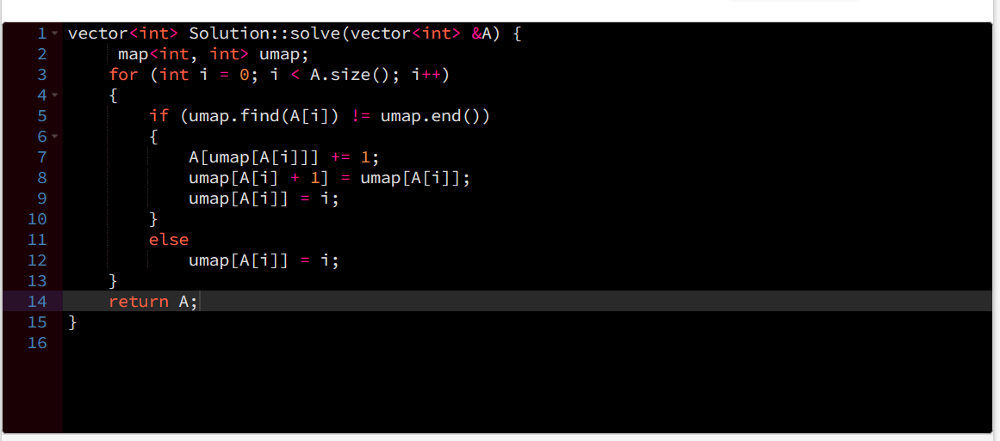 1 vector<int> Solution::solve(vector<int> &A) {
2 map<int, int> umap;
3 for (int i = 0; i < A.size(); i++)
4 {
5 if (umap.find(A[i]) != umap.end())
6 {
7 A[umap[A[i]]] += 1;
8 umap[A[i] + 1] = umap[A[i]];
9 umap[A[i]] = i;
10 }
11 else
12 umap[A[i]] = i;
13 }
14 return A;
15 }
16